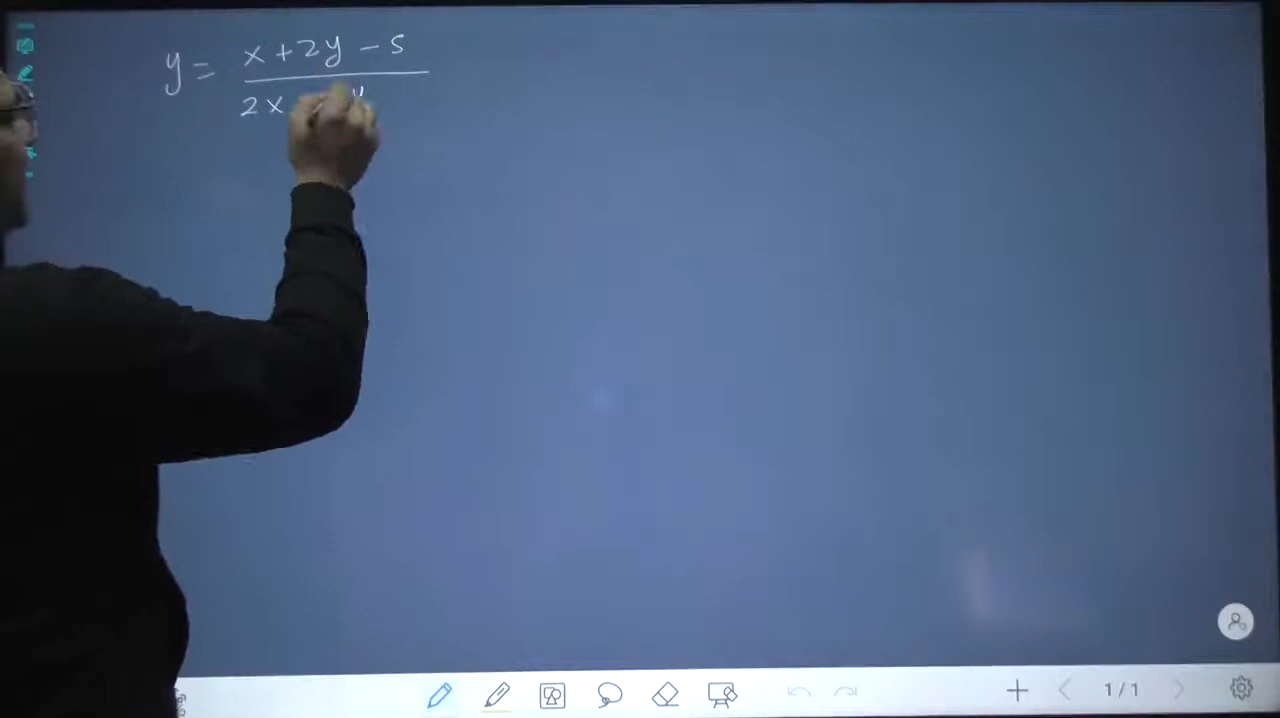 y = x + 2y - 5
2x
1/1